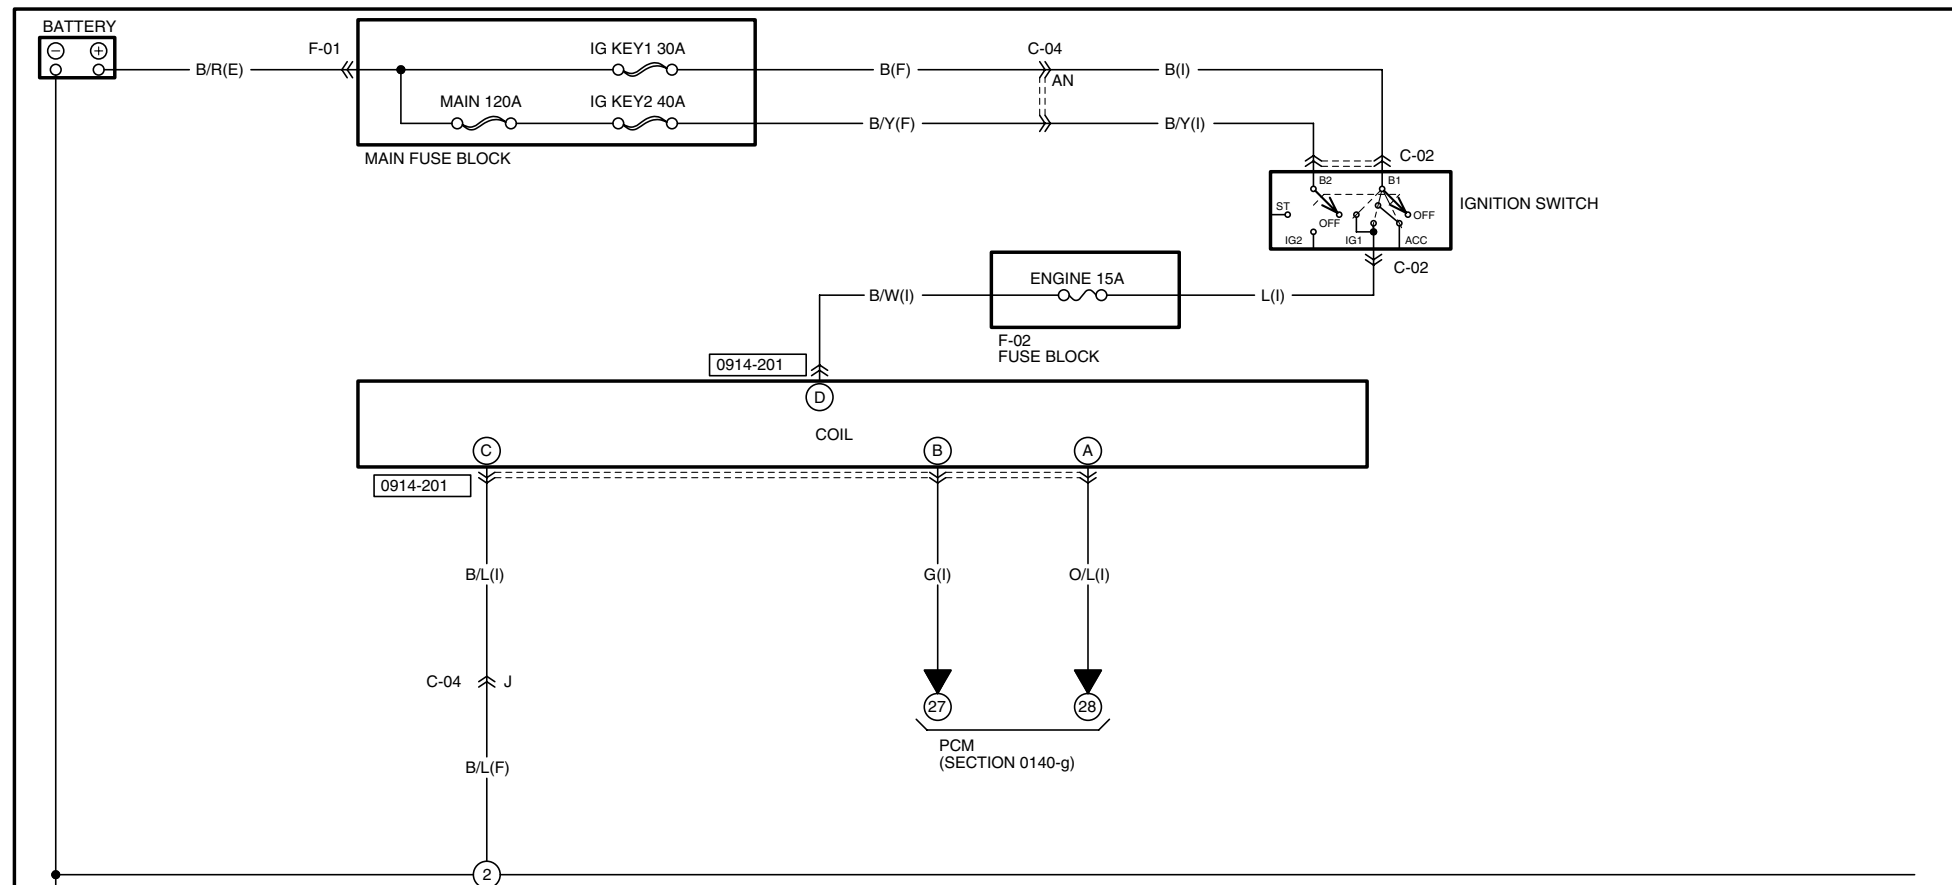 BATTERY
− +
B/R(E)
F-01
IG KEY1 30A
MAIN 120A
IG KEY2 40A
MAIN FUSE BLOCK
B(F)
C-04
AN
B(I)
B/Y(F)
B/Y(I)
C-02
B2
B1
ST
OFF
OFF
IG2
IG1
ACC
IGNITION SWITCH
C-02
ENGINE 15A
B/W(I)
L(I)
F-02
FUSE BLOCK
0914-201
D
COIL
C
B
A
0914-201
B/L(I)
G(I)
O/L(I)
C-04
J
27
28
PCM
(SECTION 0140-g)
B/L(F)
2